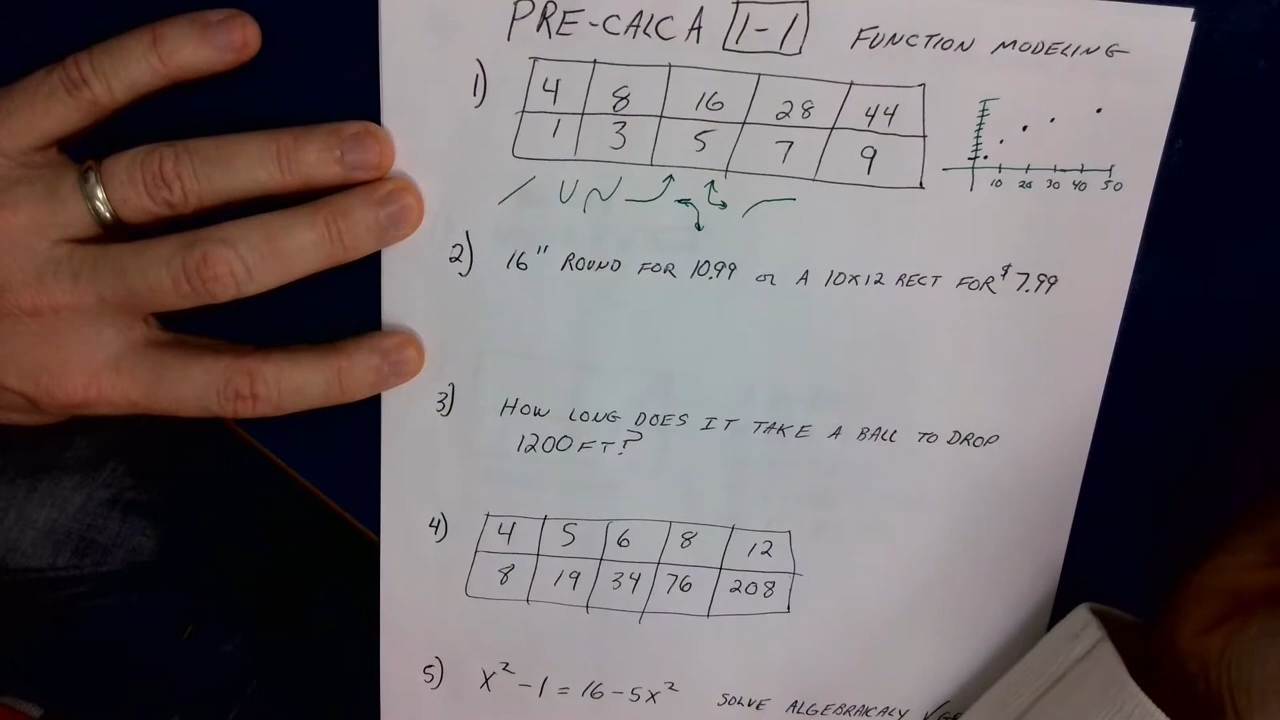 PRE-CALC A 1-1 FUNCTION MODELING
1) 4 8 16 28 44
1 3 5 7 9
10 20 30 40 50
2) 16" ROUND FOR 10.99 or A 10X12 RECT FOR $7.99
3) HOW LONG DOES IT TAKE A BALL TO DROP
1200 FT?
4) 4 5 6 8 12
8 19 34 76 208
5) X² - 1 = 16 - 5X² SOLVE ALGEBRAICALY